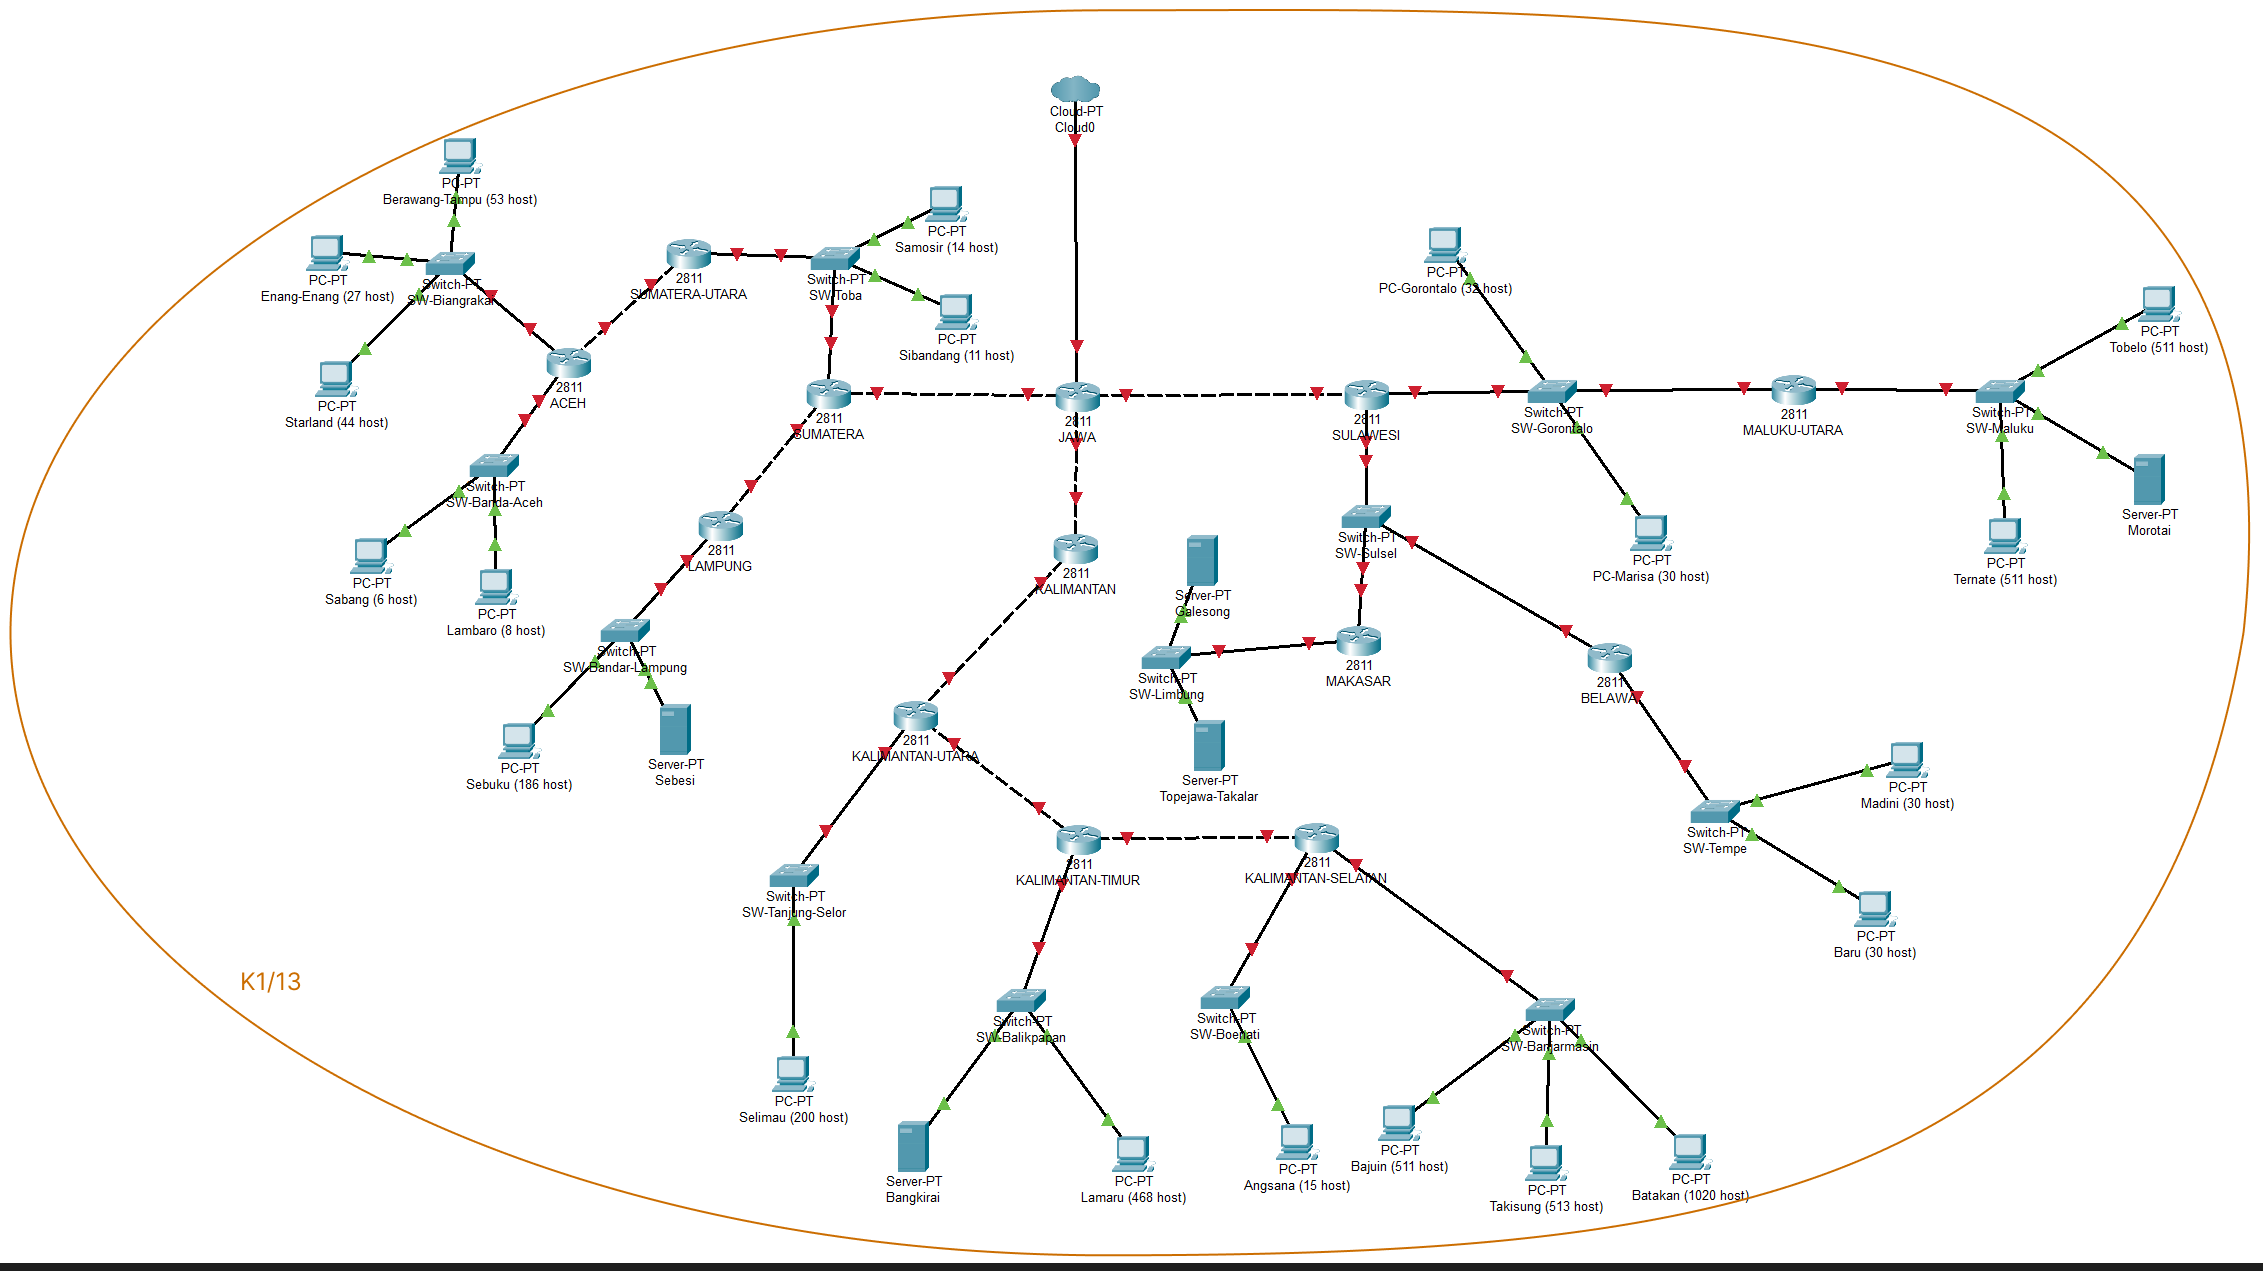 Cloud-PT
Cloud0
PC-PT
Berawang-Tampu (53 host)
PC-PT
Enang-Enang (27 host)
Switch-PT
SW-Biangrakai
PC-PT
Starland (44 host)
2811
ACEH
Switch-PT
SW-Banda-Aceh
PC-PT
Sabang (6 host)
PC-PT
Lambaro (8 host)
2811
SUMATERA-UTARA
Switch-PT
SW-Toba
PC-PT
Samosir (14 host)
PC-PT
Sibandang (11 host)
2811
SUMATERA
2811
LAMPUNG
Switch-PT
SW-Bandar-Lampung
PC-PT
Sebuku (186 host)
Server-PT
Sebesi
2811
JAWA
2811
KALIMANTAN
2811
KALIMANTAN-UTARA
Switch-PT
SW-Tanjung-Selor
PC-PT
Selimau (200 host)
2811
KALIMANTAN-TIMUR
Switch-PT
SW-Balikpapan
Server-PT
Bangkirai
PC-PT
Lamaru (468 host)
2811
KALIMANTAN-SELATAN
Switch-PT
SW-Boenati
PC-PT
Angsana (15 host)
Switch-PT
SW-Banjarmasin
PC-PT
Bajuin (511 host)
PC-PT
Takisung (513 host)
PC-PT
Batakan (1020 host)
2811
SULAWESI
Switch-PT
SW-Sulsel
2811
MAKASAR
Server-PT
Galesong
Switch-PT
SW-Limbung
Server-PT
Topejawa-Takalar
2811
BELAWA
Switch-PT
SW-Tempe
PC-PT
Madini (30 host)
PC-PT
Baru (30 host)
PC-PT
PC-Gorontalo (32 host)
Switch-PT
SW-Gorontalo
PC-PT
PC-Marisa (30 host)
2811
MALUKU-UTARA
Switch-PT
SW-Maluku
PC-PT
Tobelo (511 host)
Server-PT
Morotai
PC-PT
Ternate (511 host)
K1/13